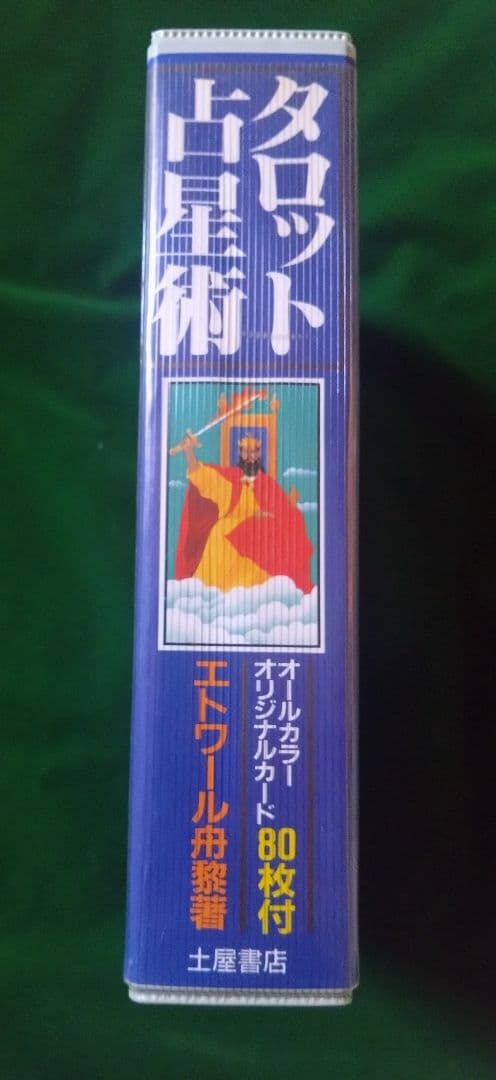 タロット
占星術
オールカラー
オリジナルカード
80枚付
エトワール舟黎著
土屋書店